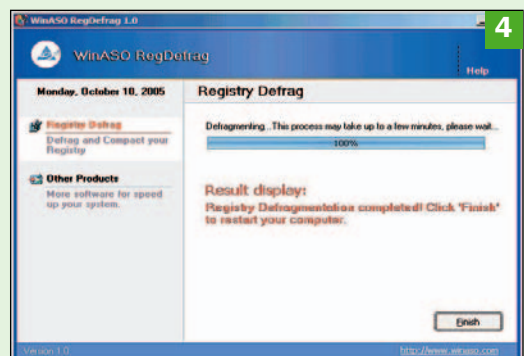 WinASO RegDefrag 1.0
4
WinASO RegDefrag
Help
Monday, October 10, 2005
Registry Defrag
Registry Defrag
Defrag and Compact your
Registry
Other Products
More software for speed
up your system.
Defragmenting...This process may take up to a few minutes, please wait...
100%
Result display:
Registry Defragmentation completed! Click "Finish"
to restart your computer.
Finish
Version 1.0
http://www.winaso.com